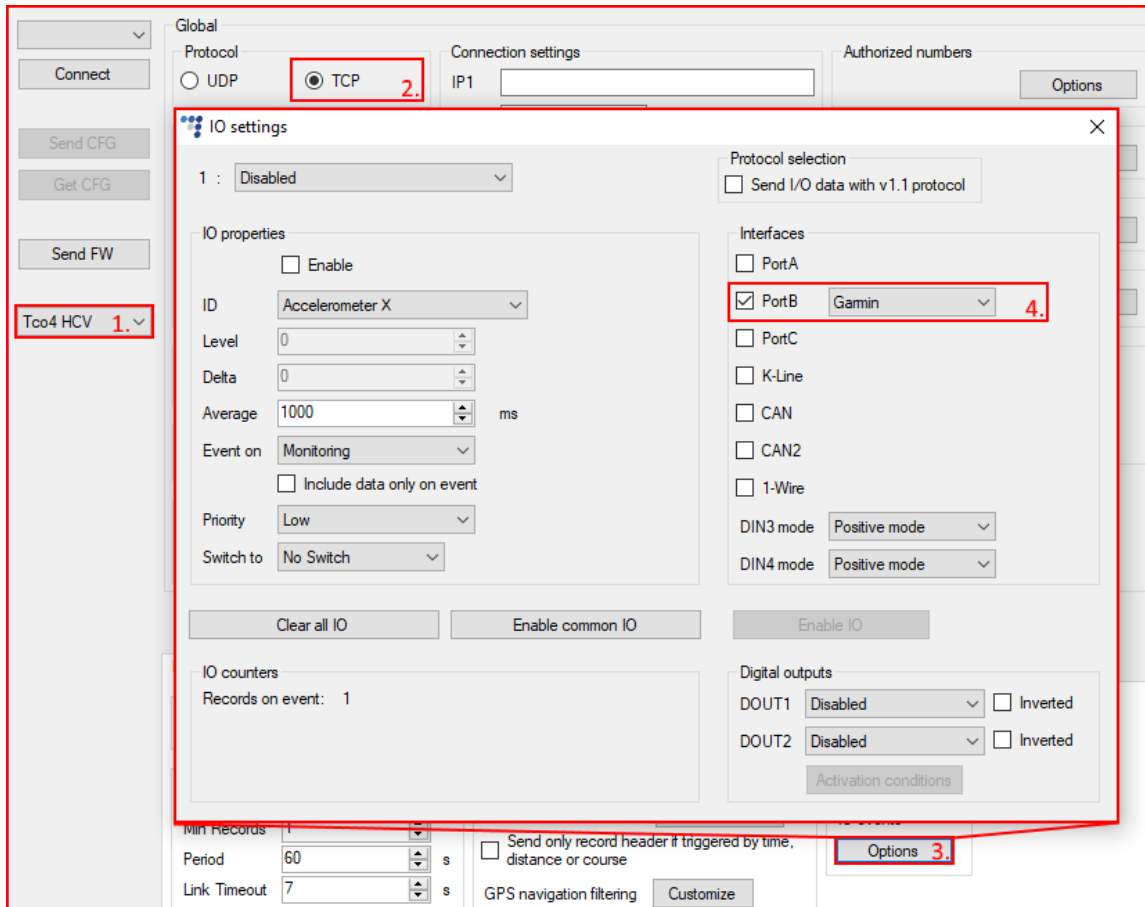 Global
Protocol
UDP
TCP
2.
Connection settings
IP1
Authorized numbers
Options
Connect
Send CFG
Get CFG
Send FW
Tco4 HCV
1.
IO settings
1 :
Disabled
Protocol selection
Send I/O data with v1.1 protocol
IO properties
Enable
ID
Accelerometer X
Level
0
Delta
0
Average
1000
ms
Event on
Monitoring
Include data only on event
Priority
Low
Switch to
No Switch
Interfaces
PortA
PortB
Garmin
4.
PortC
K-Line
CAN
CAN2
1-Wire
DIN3 mode
Positive mode
DIN4 mode
Positive mode
Clear all IO
Enable common IO
Enable IO
IO counters
Records on event: 1
Digital outputs
DOUT1
Disabled
Inverted
DOUT2
Disabled
Inverted
Activation conditions
Min Records
1
Period
60
s
Link Timeout
7
s
Send only record header if triggered by time,
distance or course
GPS navigation filtering
Customize
Options
3.